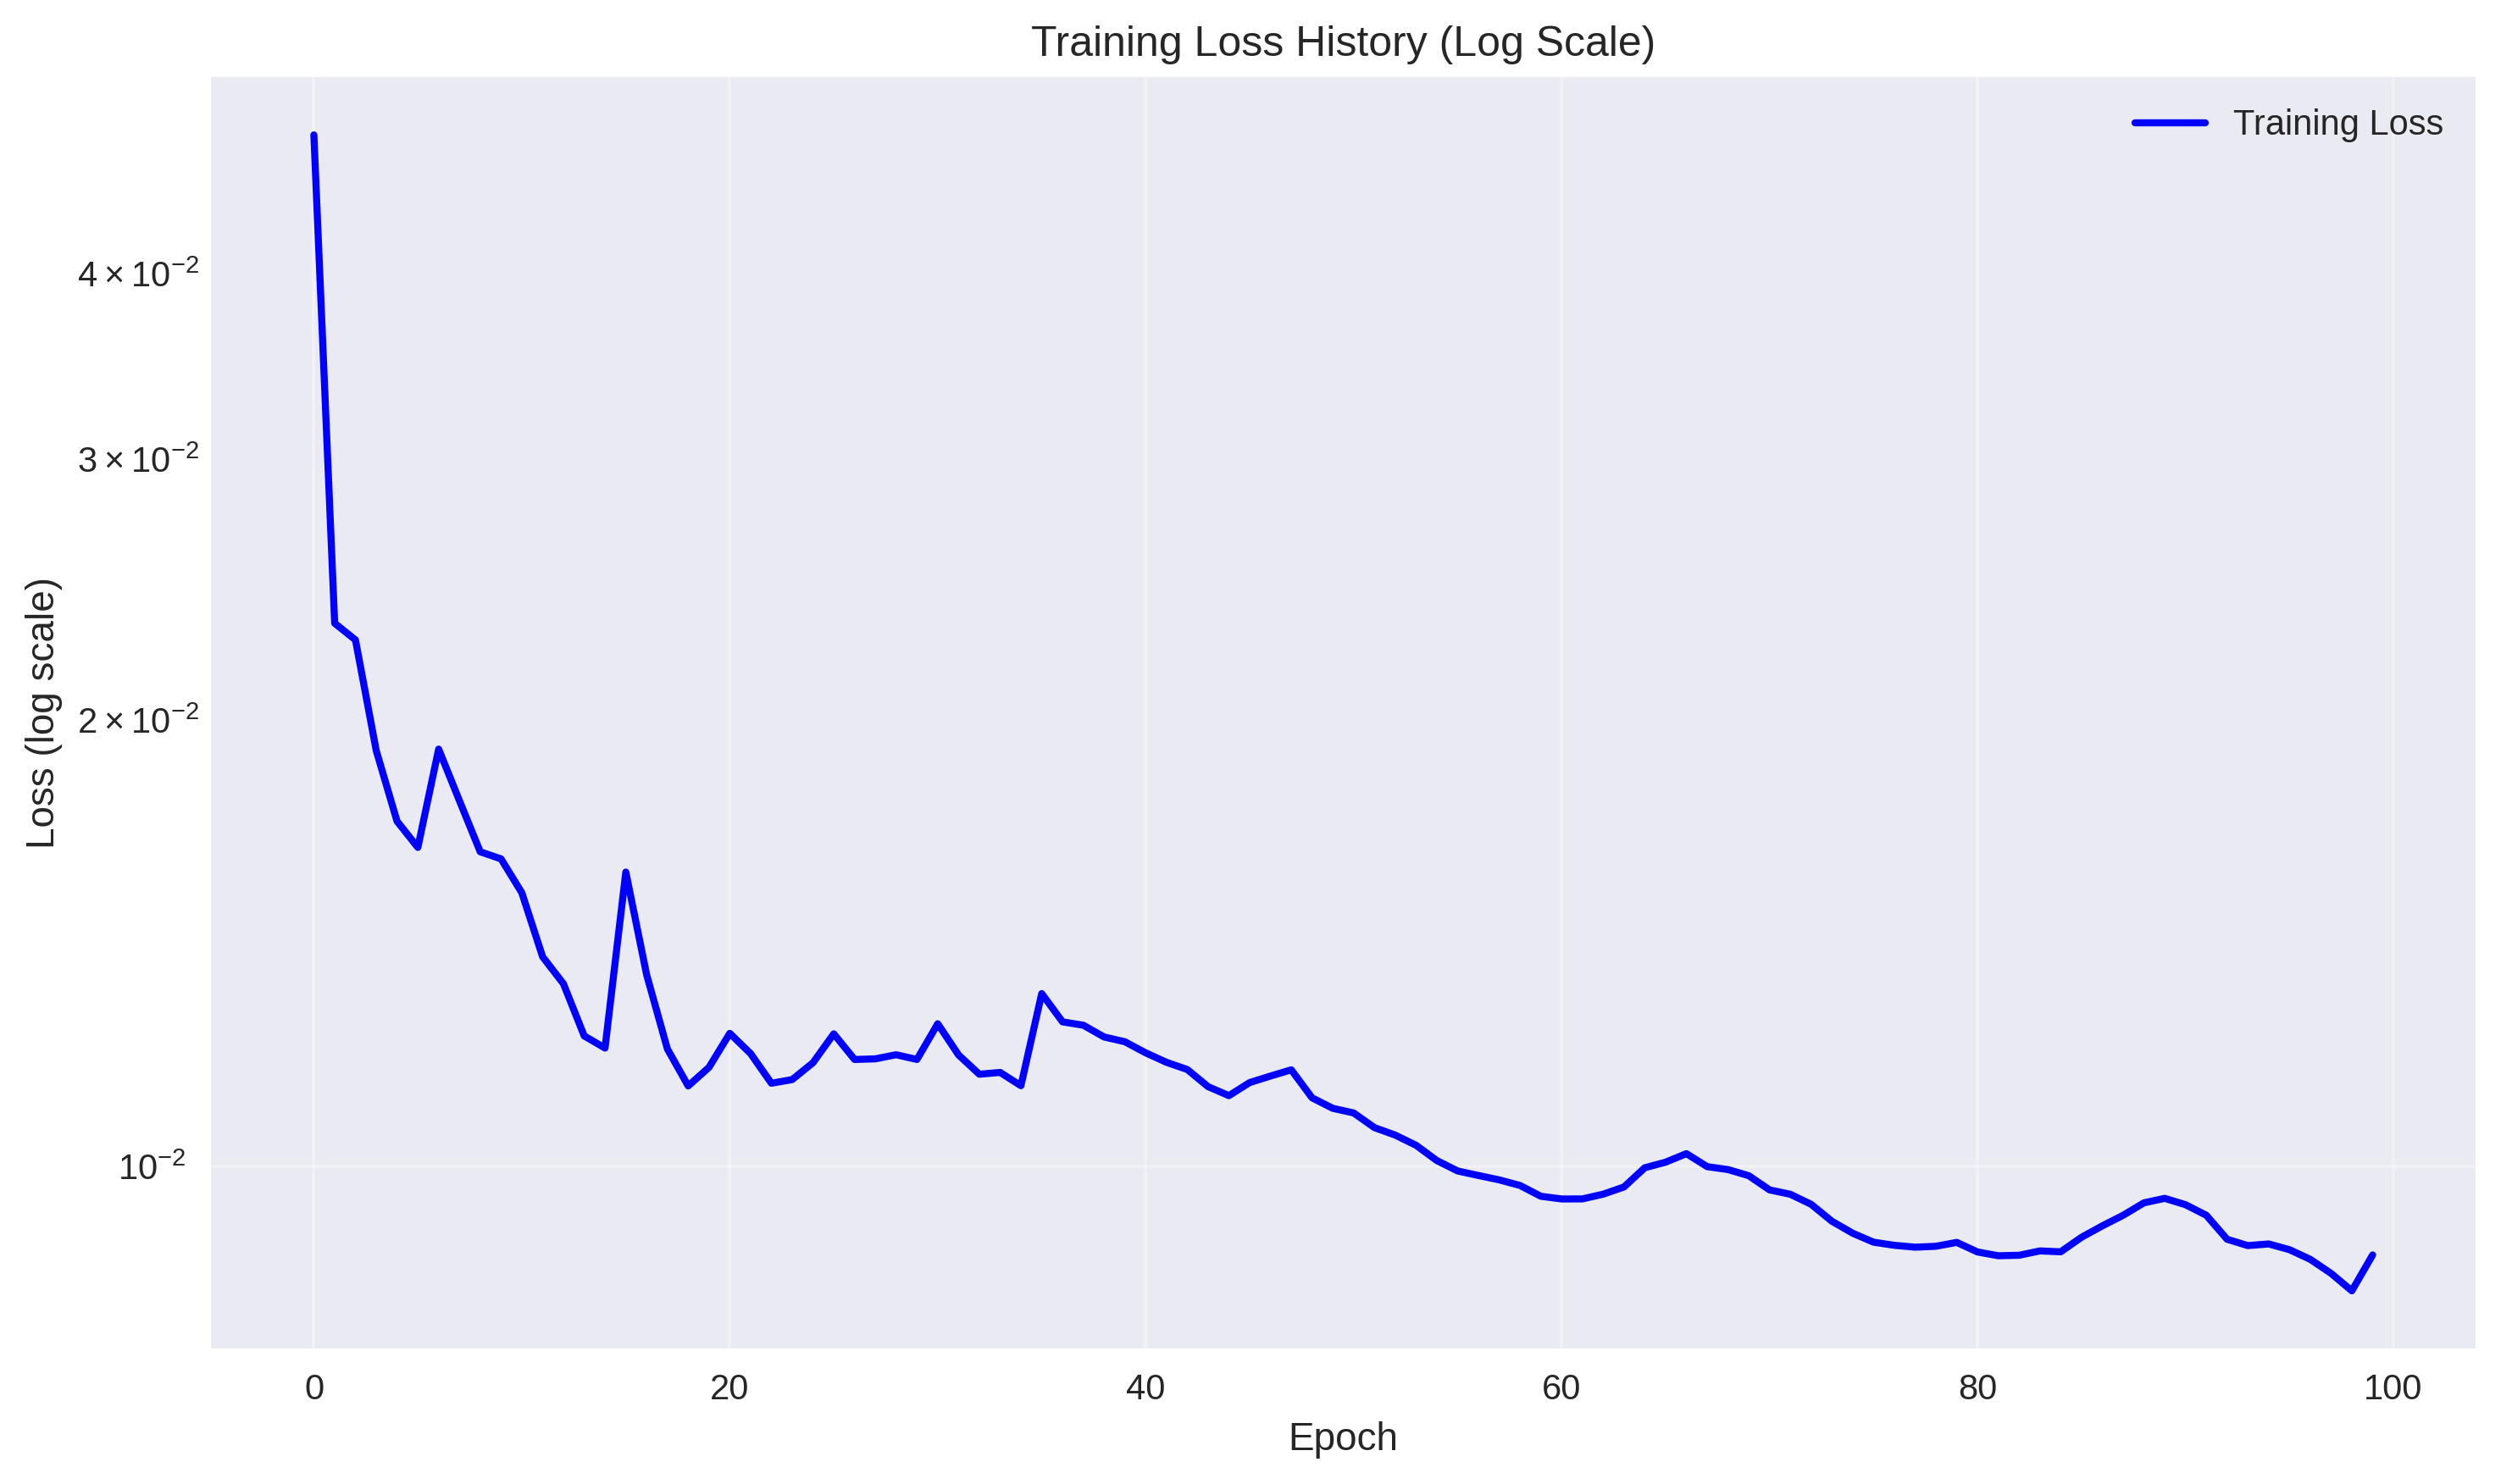 Training Loss History (Log Scale)
Training Loss
4 × 10⁻²
3 × 10⁻²
2 × 10⁻²
10⁻²
Loss (log scale)
0 20 40 60 80 100
Epoch